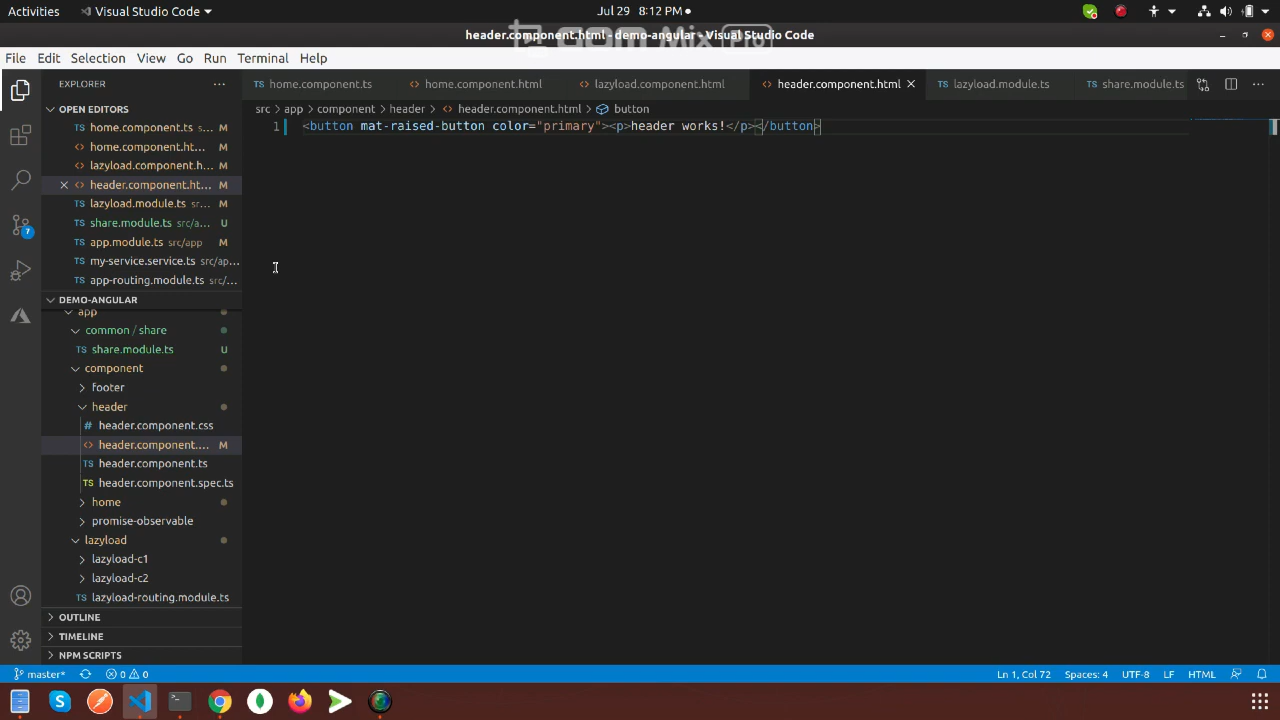 Activities Visual Studio Code Jul 29 8:12 PM
header.component.html - demo-angular - Visual Studio Code
File Edit Selection View Go Run Terminal Help
EXPLORER
home.component.ts home.component.html lazyload.component.html header.component.html lazyload.module.ts share.module.ts
OPEN EDITORS
src > app > component > header > header.component.html > button
home.component.ts s... M
1 <button mat-raised-button color="primary"><p>header works!</p></button>
home.component.ht... M
lazyload.component.h... M
header.component.ht... M
lazyload.module.ts sr... M
share.module.ts src/a... U
app.module.ts src/app M
my-service.service.ts src/ap...
app-routing.module.ts src/...
DEMO-ANGULAR
app
common / share
share.module.ts U
component
footer
header
header.component.css
header.component.... M
header.component.ts
header.component.spec.ts
home
promise-observable
lazyload
lazyload-c1
lazyload-c2
lazyload-routing.module.ts
OUTLINE
TIMELINE
NPM SCRIPTS
7
master* 0 0 Ln 1, Col 72 Spaces: 4 UTF-8 LF HTML